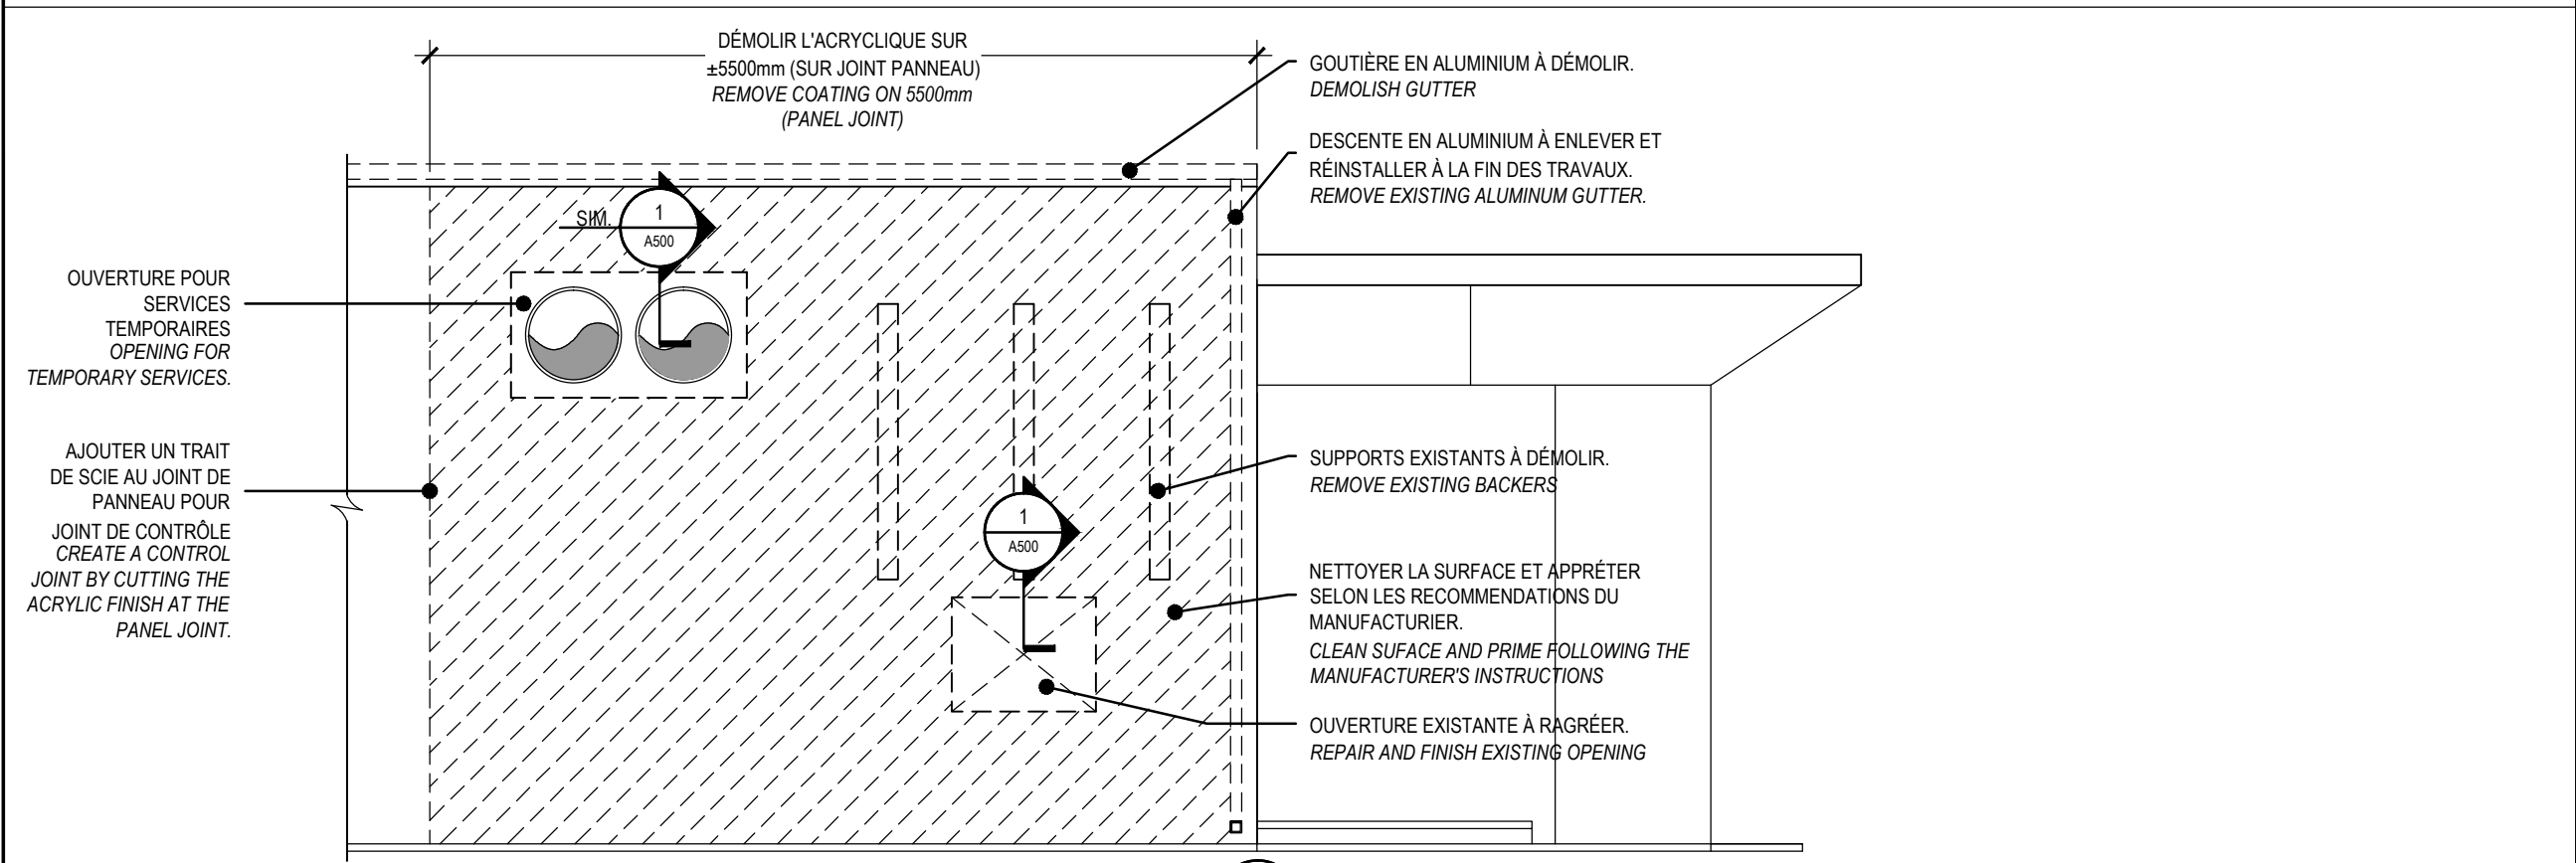 DÉMOLIR L'ACRYCLIQUE SUR
±5500mm (SUR JOINT PANNEAU)
REMOVE COATING ON 5500mm
(PANEL JOINT)
GOUTIÈRE EN ALUMINIUM À DÉMOLIR.
DEMOLISH GUTTER
DESCENTE EN ALUMINIUM À ENLEVER ET
RÉINSTALLER À LA FIN DES TRAVAUX.
REMOVE EXISTING ALUMINUM GUTTER.
SIM.
1
A500
OUVERTURE POUR
SERVICES
TEMPORAIRES
OPENING FOR
TEMPORARY SERVICES.
AJOUTER UN TRAIT
DE SCIE AU JOINT DE
PANNEAU POUR
JOINT DE CONTRÔLE
CREATE A CONTROL
JOINT BY CUTTING THE
ACRYLIC FINISH AT THE
PANEL JOINT.
1
A500
SUPPORTS EXISTANTS À DÉMOLIR.
REMOVE EXISTING BACKERS
NETTOYER LA SURFACE ET APPRÉTER
SELON LES RECOMMENDATIONS DU
MANUFACTURIER.
CLEAN SUFACE AND PRIME FOLLOWING THE
MANUFACTURER'S INSTRUCTIONS
OUVERTURE EXISTANTE À RAGRÉER.
REPAIR AND FINISH EXISTING OPENING